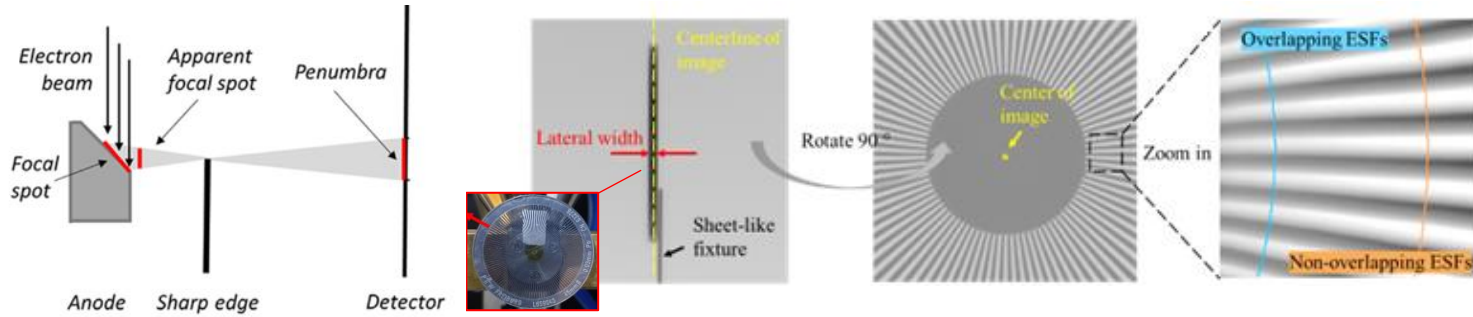 Electron
beam
Apparent
focal spot
Penumbra
Focal
spot
Anode
Sharp edge
Detector
Centerline of
image
Lateral width
Sheet-like
fixture
Rotate 90 °
Center of
image
Zoom in
Overlapping ESFs
Non-overlapping ESFs